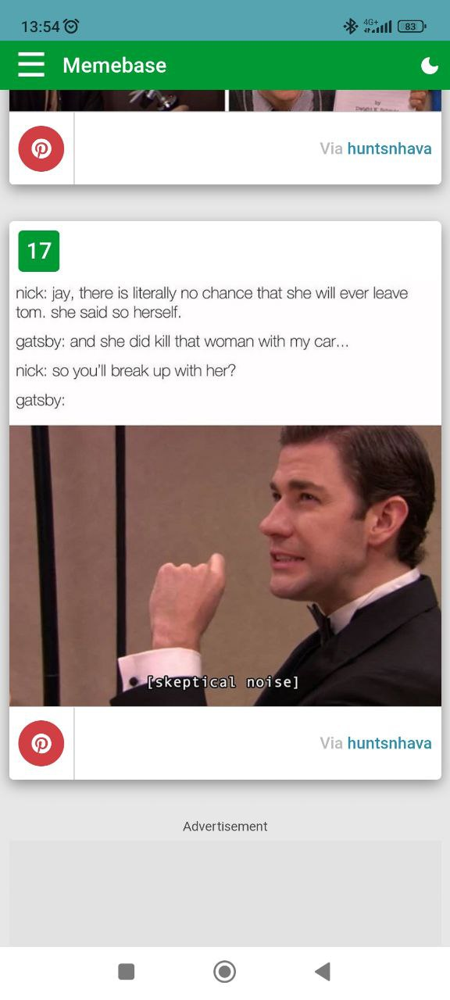 13:54
4G+
83
Memebase
by
Via huntsnhava
17
nick: jay, there is literally no chance that she will ever leave
tom. she said so herself.
gatsby: and she did kill that woman with my car...
nick: so you'll break up with her?
gatsby:
[skeptical noise]
Via huntsnhava
Advertisement